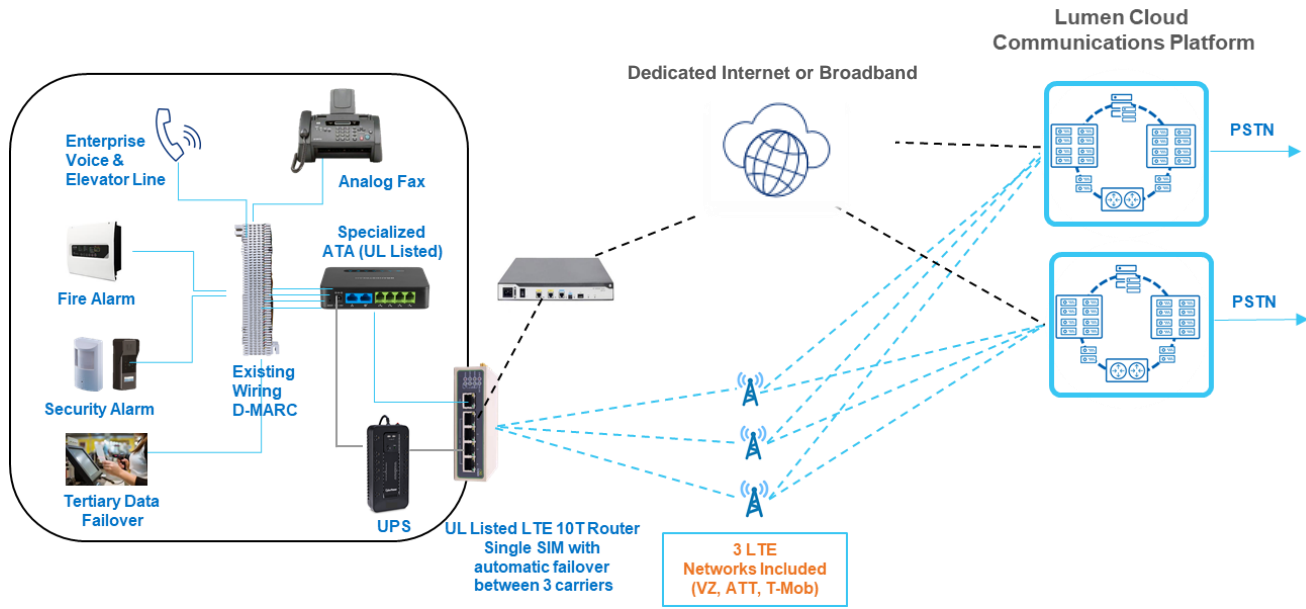 Lumen Cloud
Communications Platform
Dedicated Internet or Broadband
Enterprise
Voice &
Elevator Line
Analog Fax
PSTN
Specialized
ATA (UL Listed)
Fire Alarm
PSTN
Existing
Wiring
D-MARC
Security Alarm
Tertiary Data
Failover
UPS
UL Listed LTE 10T Router
Single SIM with
automatic failover
between 3 carriers
3 LTE
Networks Included
(VZ, ATT, T-Mob)